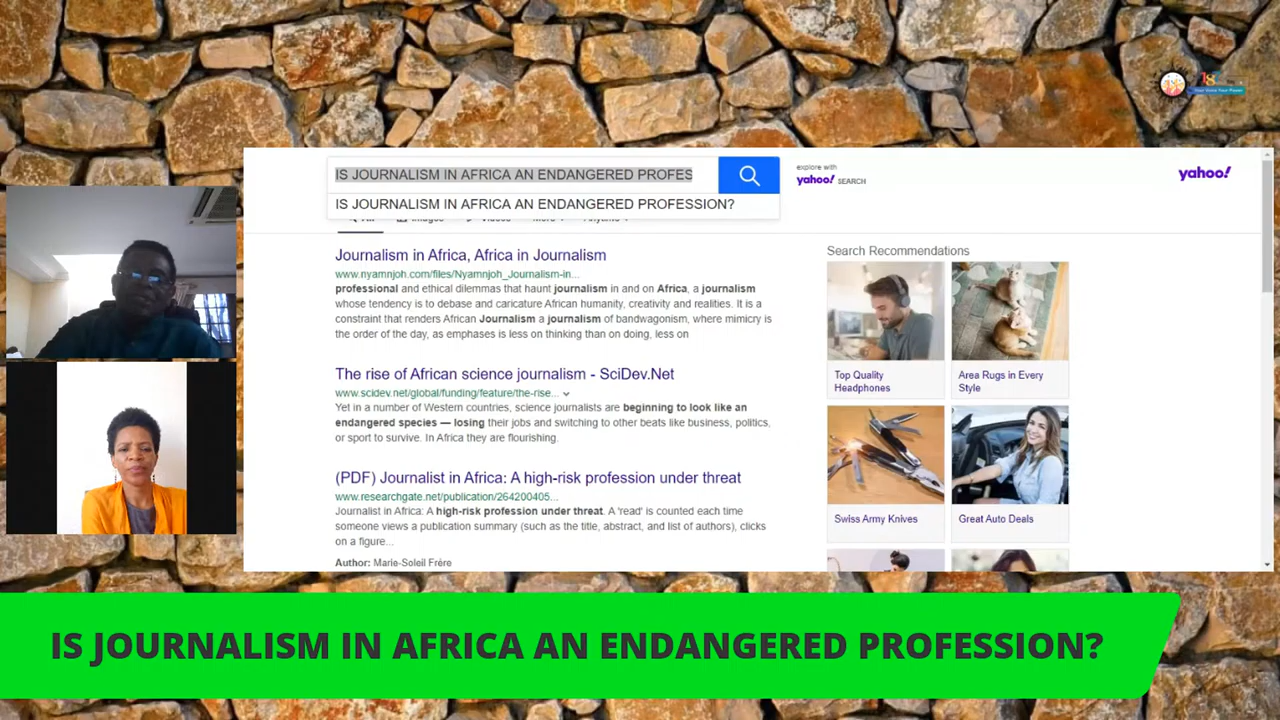 18
Your Voice Your Power
IS JOURNALISM IN AFRICA AN ENDANGERED PROFES
explore with
yahoo! SEARCH
yahoo!
IS JOURNALISM IN AFRICA AN ENDANGERED PROFESSION?
Journalism in Africa, Africa in Journalism
www.nyamnjoh.com/files/Nyamnjoh_Journalism-in...
professional and ethical dilemmas that haunt journalism in and on Africa, a journalism
whose tendency is to debase and caricature African humanity, creativity and realities. It is a
constraint that renders African Journalism a journalism of bandwagonism, where mimicry is
the order of the day, as emphases is less on thinking than on doing, less on
The rise of African science journalism - SciDev.Net
www.scidev.net/global/funding/feature/the-rise...
Yet in a number of Western countries, science journalists are beginning to look like an
endangered species — losing their jobs and switching to other beats like business, politics,
or sport to survive. In Africa they are flourishing.
(PDF) Journalist in Africa: A high-risk profession under threat
www.researchgate.net/publication/264200405...
Journalist in Africa: A high-risk profession under threat. A 'read' is counted each time
someone views a publication summary (such as the title, abstract, and list of authors), clicks
on a figure...
Author: Marie-Soleil Frère
Search Recommendations
Top Quality
Headphones
Area Rugs in Every
Style
Swiss Army Knives
Great Auto Deals
IS JOURNALISM IN AFRICA AN ENDANGERED PROFESSION?